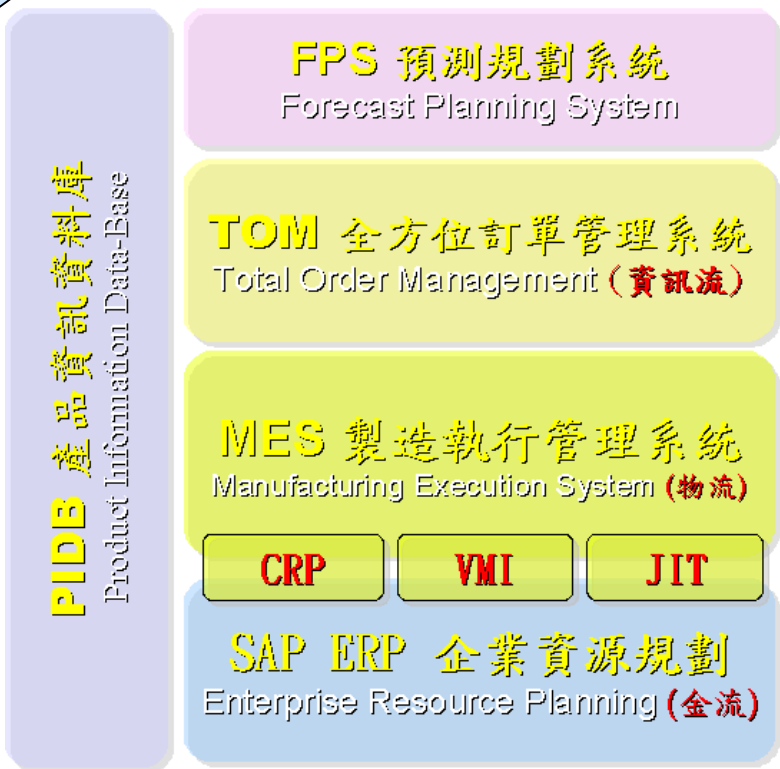 PIDB 產品資訊資料庫
Product Information Data-Base
FPS 預測規劃系統
Forecast Planning System
TOM 全方位訂單管理系統
Total Order Management (資訊流)
MES 製造執行管理系統
Manufacturing Execution System (物流)
CRP
VMI
JIT
SAP ERP 企業資源規劃
Enterprise Resource Planning (金流)